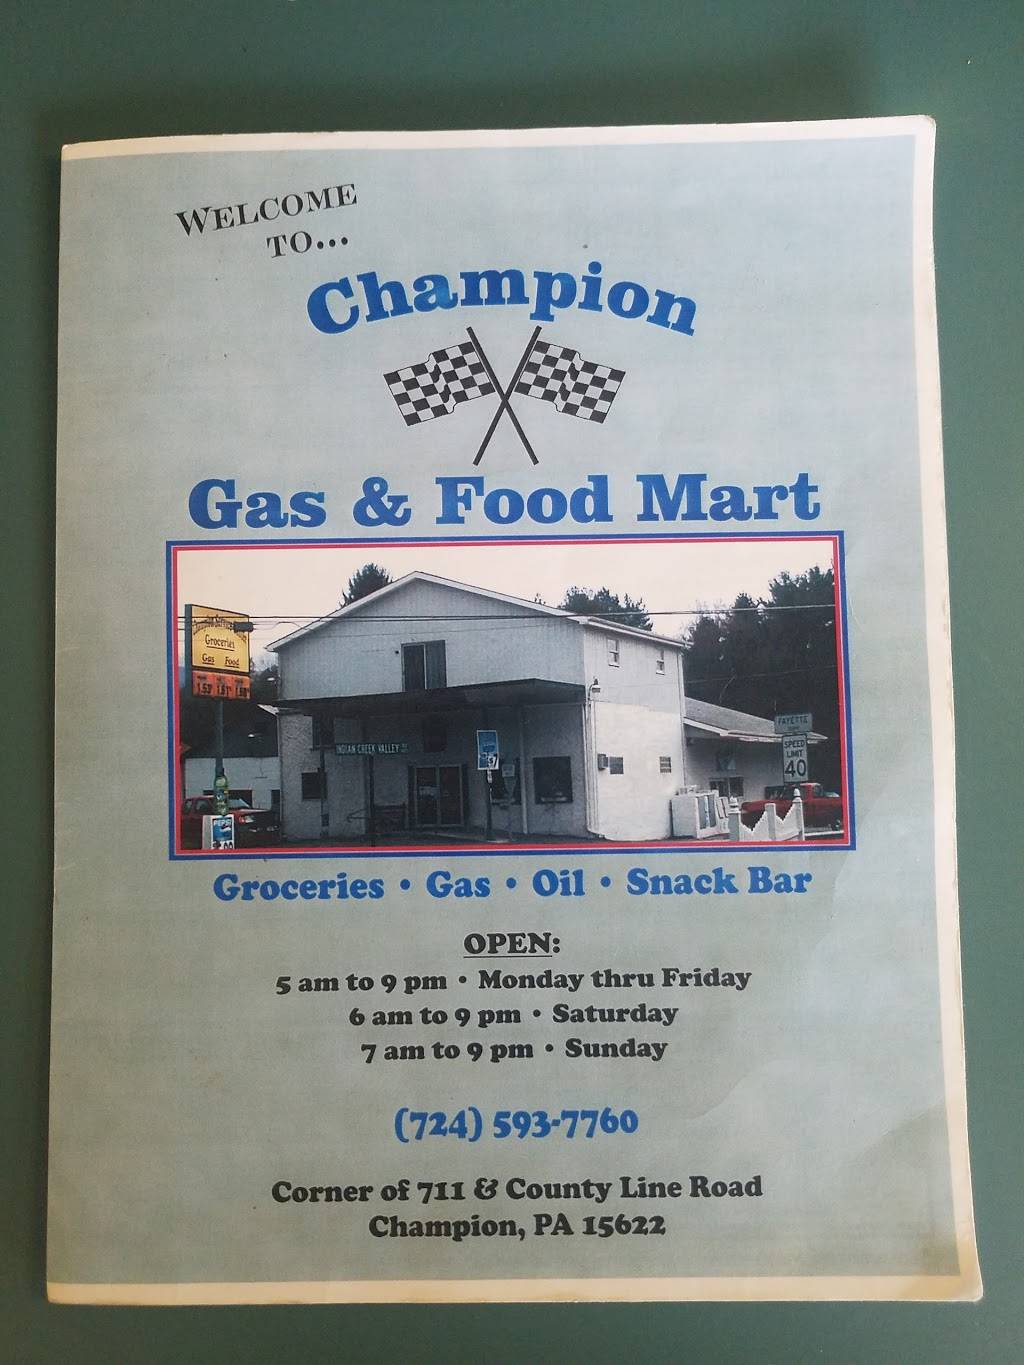 WELCOME
TO...
Champion
Gas & Food Mart
Groceries
Gas Food
INDIAN CREEK VALLEY
PEPSI
FAYETTE
SPEED
LIMIT
40
Groceries • Gas • Oil • Snack Bar
OPEN:
5 am to 9 pm • Monday thru Friday
6 am to 9 pm • Saturday
7 am to 9 pm • Sunday
(724) 593-7760
Corner of 711 & County Line Road
Champion, PA 15622